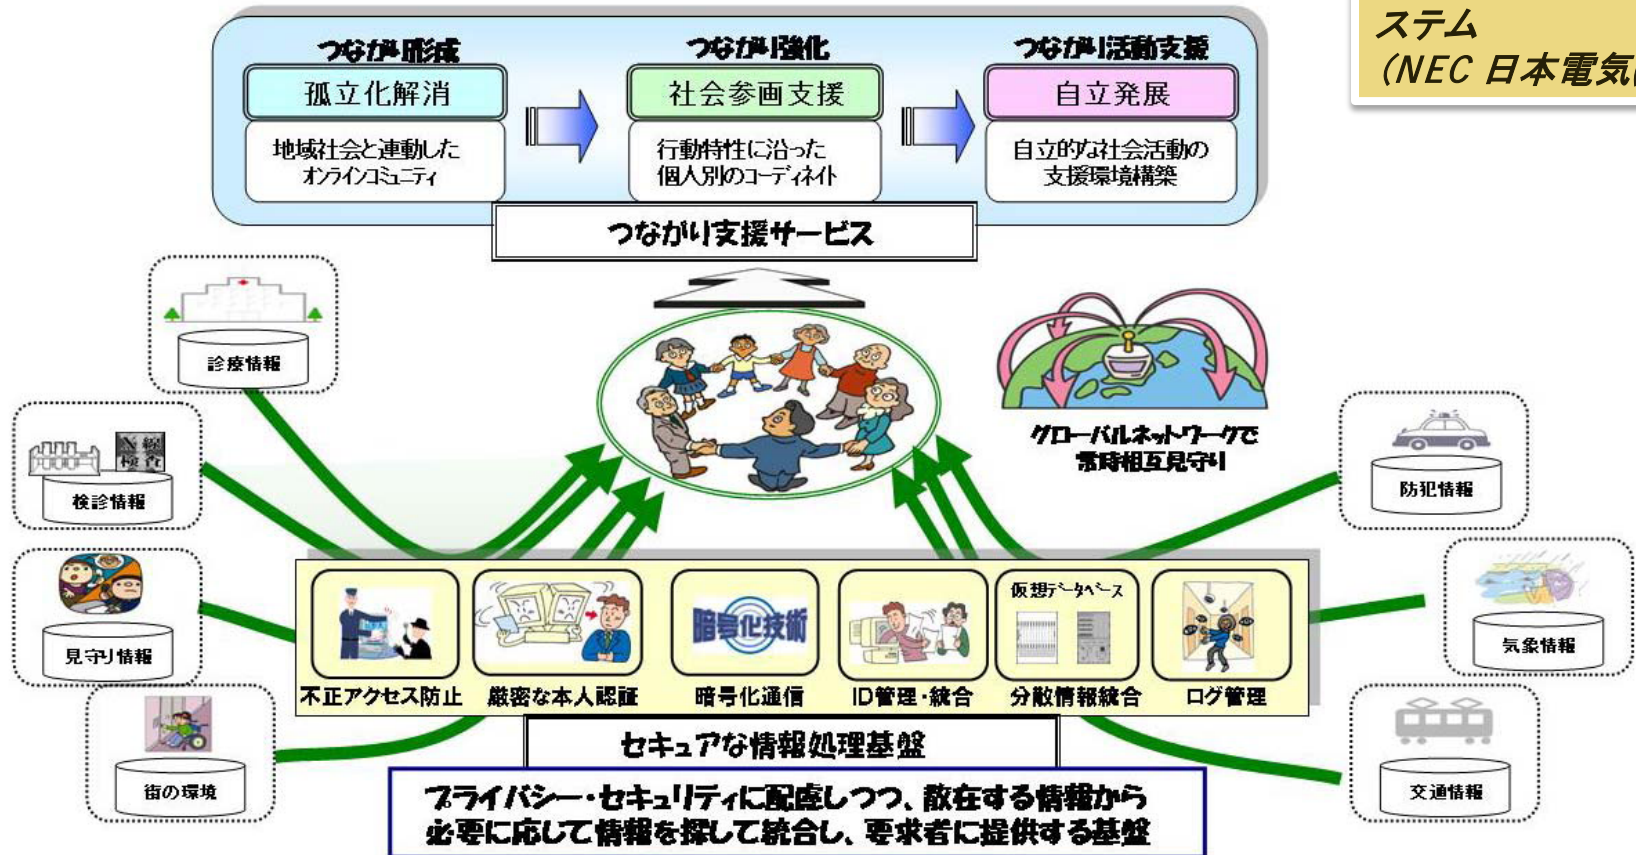 ステム
(NEC 日本電気
つながり形成
孤立化解消
地域社会と連動した
オンラインコミュニティ
つながり強化
社会参画支援
行動特性に沿った
個人別のコーディネイト
つながり活動支援
自立発展
自立的な社会活動の
支援環境構築
つながり支援サービス
診療情報
X線
検査
検診情報
見守り情報
街の環境
グローバルネットワークで
常時相互見守り
防犯情報
気象情報
交通情報
不正アクセス防止
厳密な本人認証
暗号化技術
暗号化通信
ID管理・統合
仮想データベース
分散情報統合
ログ管理
セキュアな情報処理基盤
プライバシー・セキュリティに配慮しつつ、散在する情報から
必要に応じて情報を探して統合し、要求者に提供する基盤